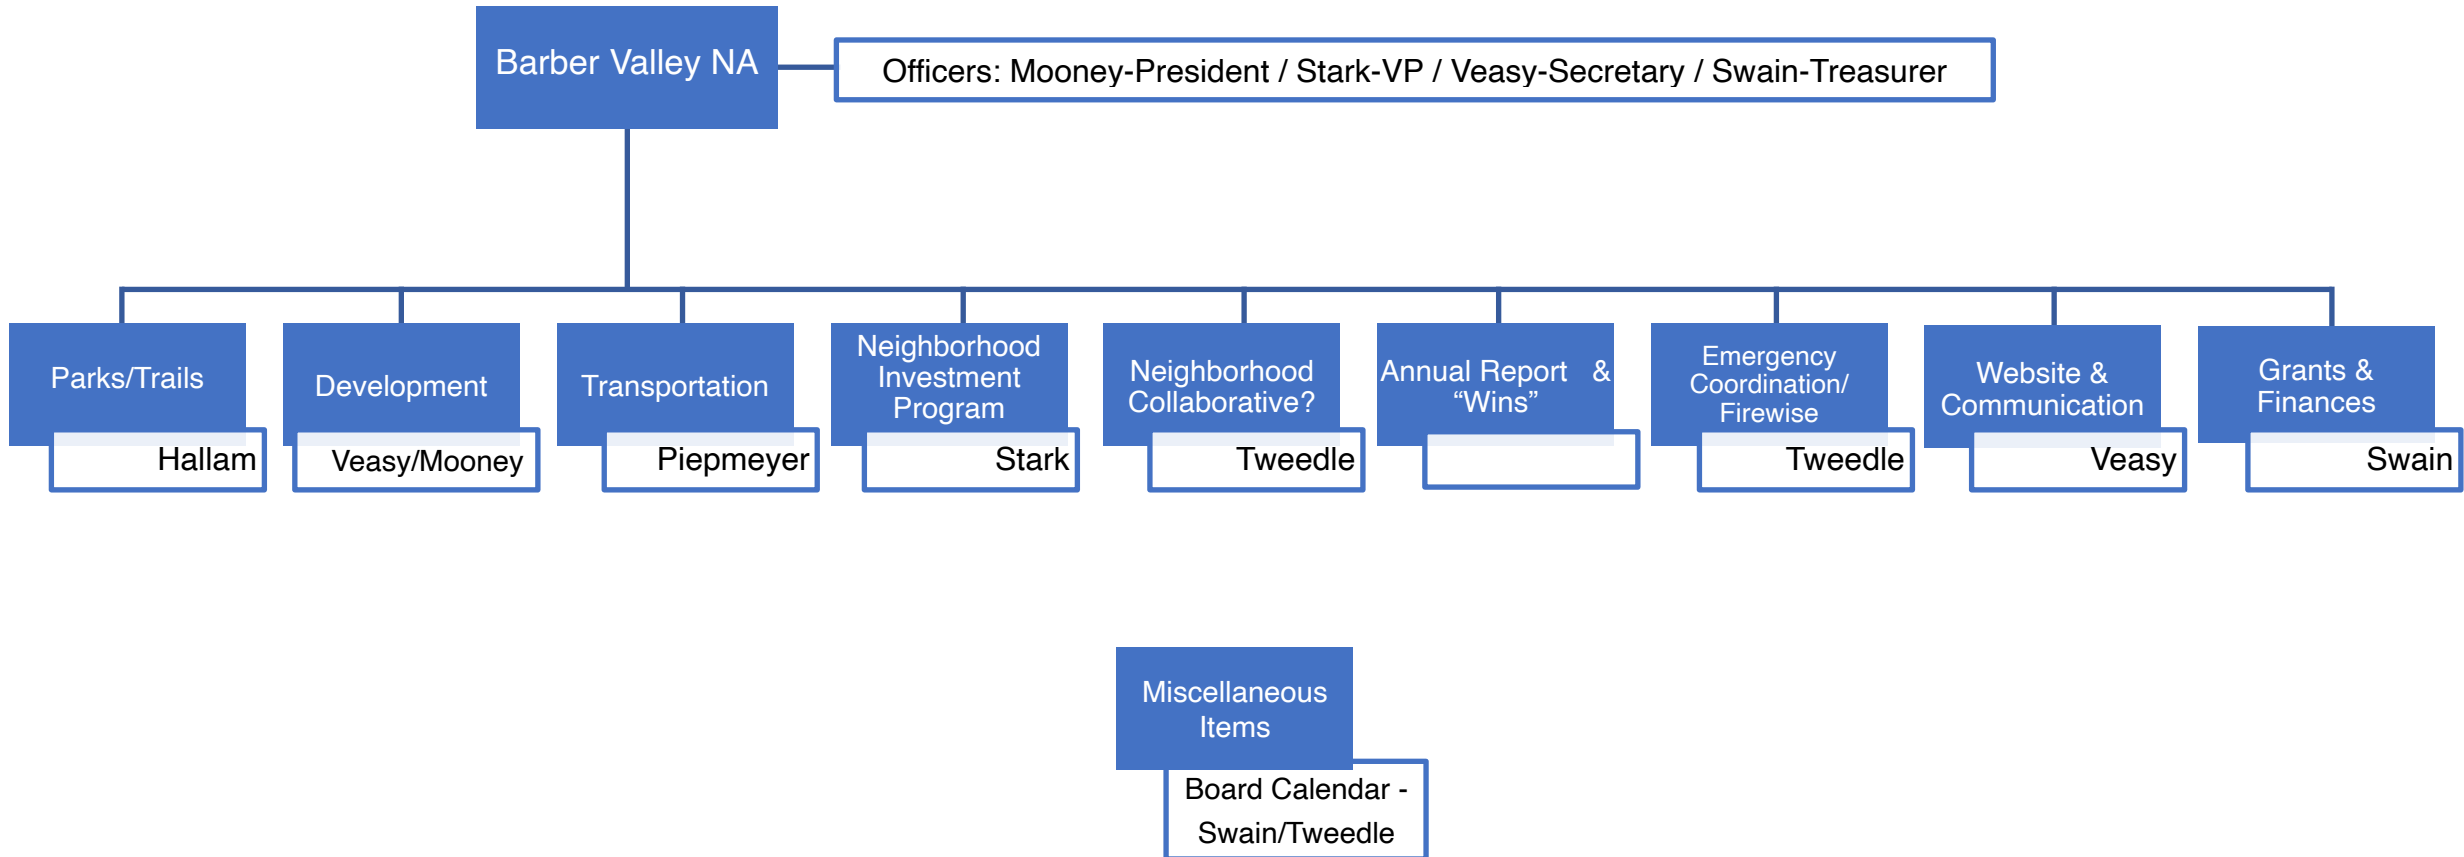 Barber Valley NA
Officers: Mooney-President / Stark-VP / Veasy-Secretary / Swain-Treasurer
Parks/Trails
Hallam
Development
Veasy/Mooney
Transportation
Piepmeyer
Neighborhood
Investment
Program
Stark
Neighborhood
Collaborative?
Tweedle
Annual Report &
“Wins”
Emergency
Coordination/
Firewise
Tweedle
Website &
Communication
Veasy
Grants &
Finances
Swain
Miscellaneous
Items
Board Calendar -
Swain/Tweedle